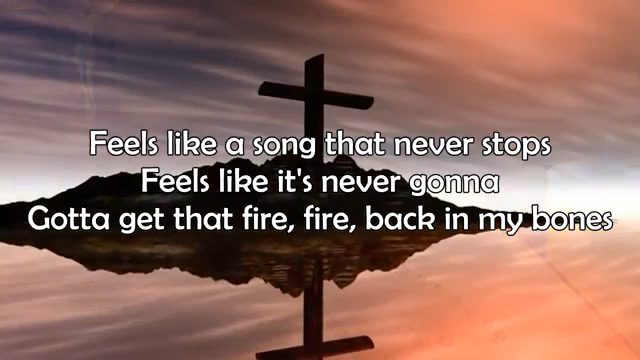 Feels like a song that never stops
Feels like it's never gonna
Gotta get that fire, fire, back in my bones